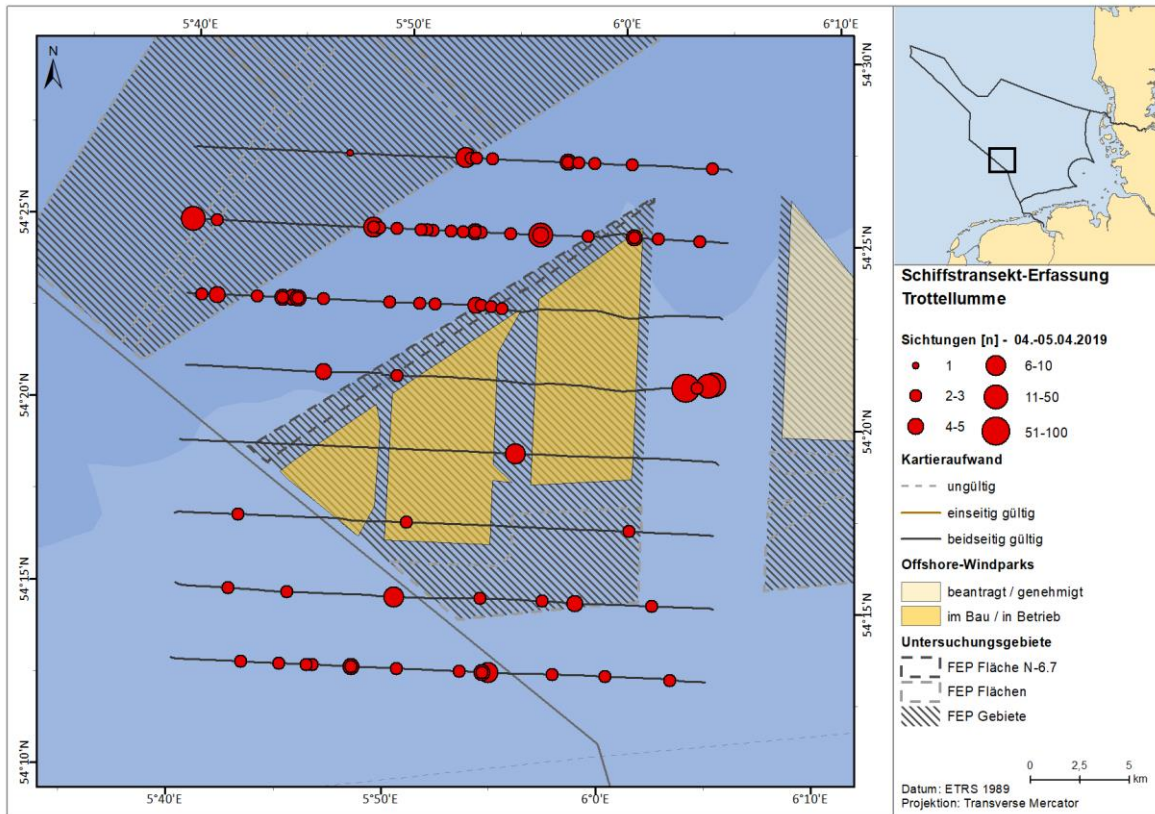 5°40'E 5°50'E 6°0'E 6°10'E
N
54°30'N
54°25'N
54°25'N
54°20'N
54°20'N
54°15'N
54°15'N
54°10'N
5°40'E 5°50'E 6°0'E 6°10'E
Schiffstransekt-Erfassung
Trottellumme
Sichtungen [n] - 04.-05.04.2019
1 6-10
2-3 11-50
4-5 51-100
Kartieraufwand
ungültig
einseitig gültig
beidseitig gültig
Offshore-Windparks
beantragt / genehmigt
im Bau / in Betrieb
Untersuchungsgebiete
FEP Fläche N-6.7
FEP Flächen
FEP Gebiete
0 2,5 5
km
Datum: ETRS 1989
Projektion: Transverse Mercator